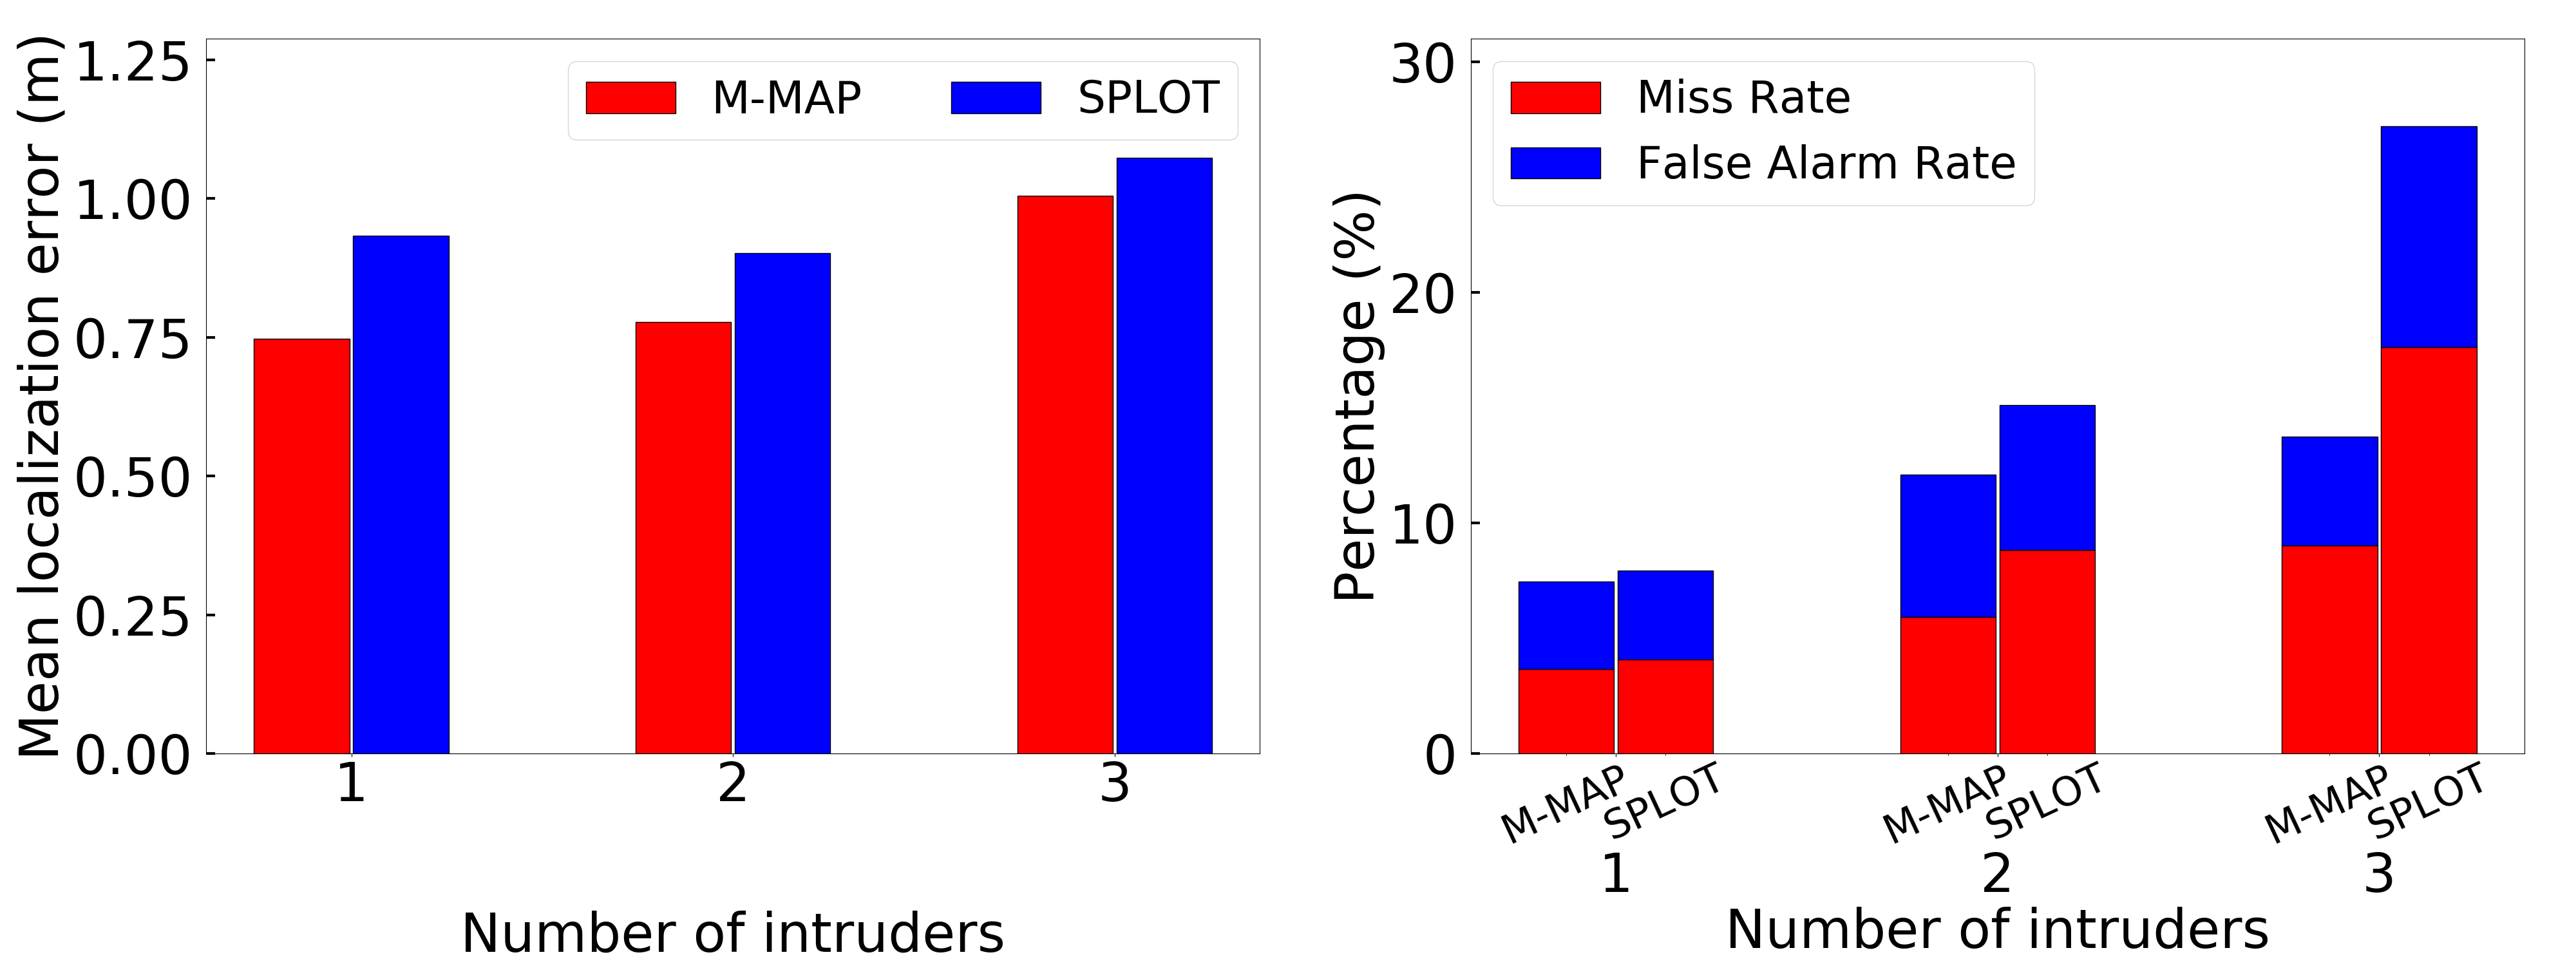 Mean localization error (m)
1.25
1.00
0.75
0.50
0.25
0.00
M-MAP SPLOT
1 2 3
Number of intruders
Percentage (%)
30
20
10
0
Miss Rate
False Alarm Rate
M-MAP SPLOT M-MAP SPLOT M-MAP SPLOT
1 2 3
Number of intruders